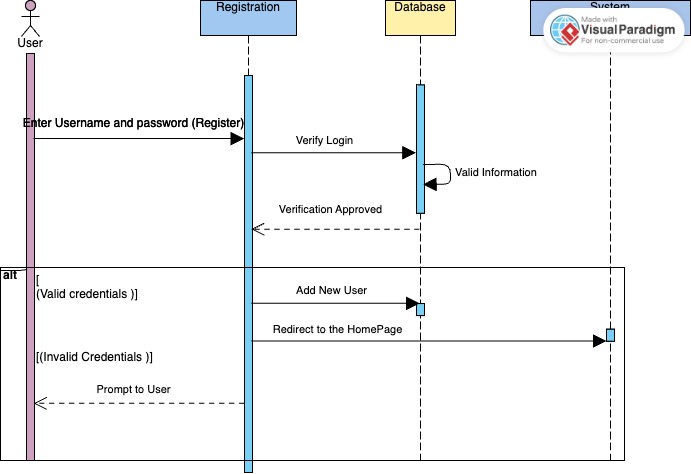 Registration
Database
System
Made with
Visual Paradigm
For non-commercial use
User
Enter Username and password (Register)
Verify Login
Valid Information
Verification Approved
alt
[
(Valid credentials )]
Add New User
Redirect to the HomePage
[(Invalid Credentials )]
Prompt to User